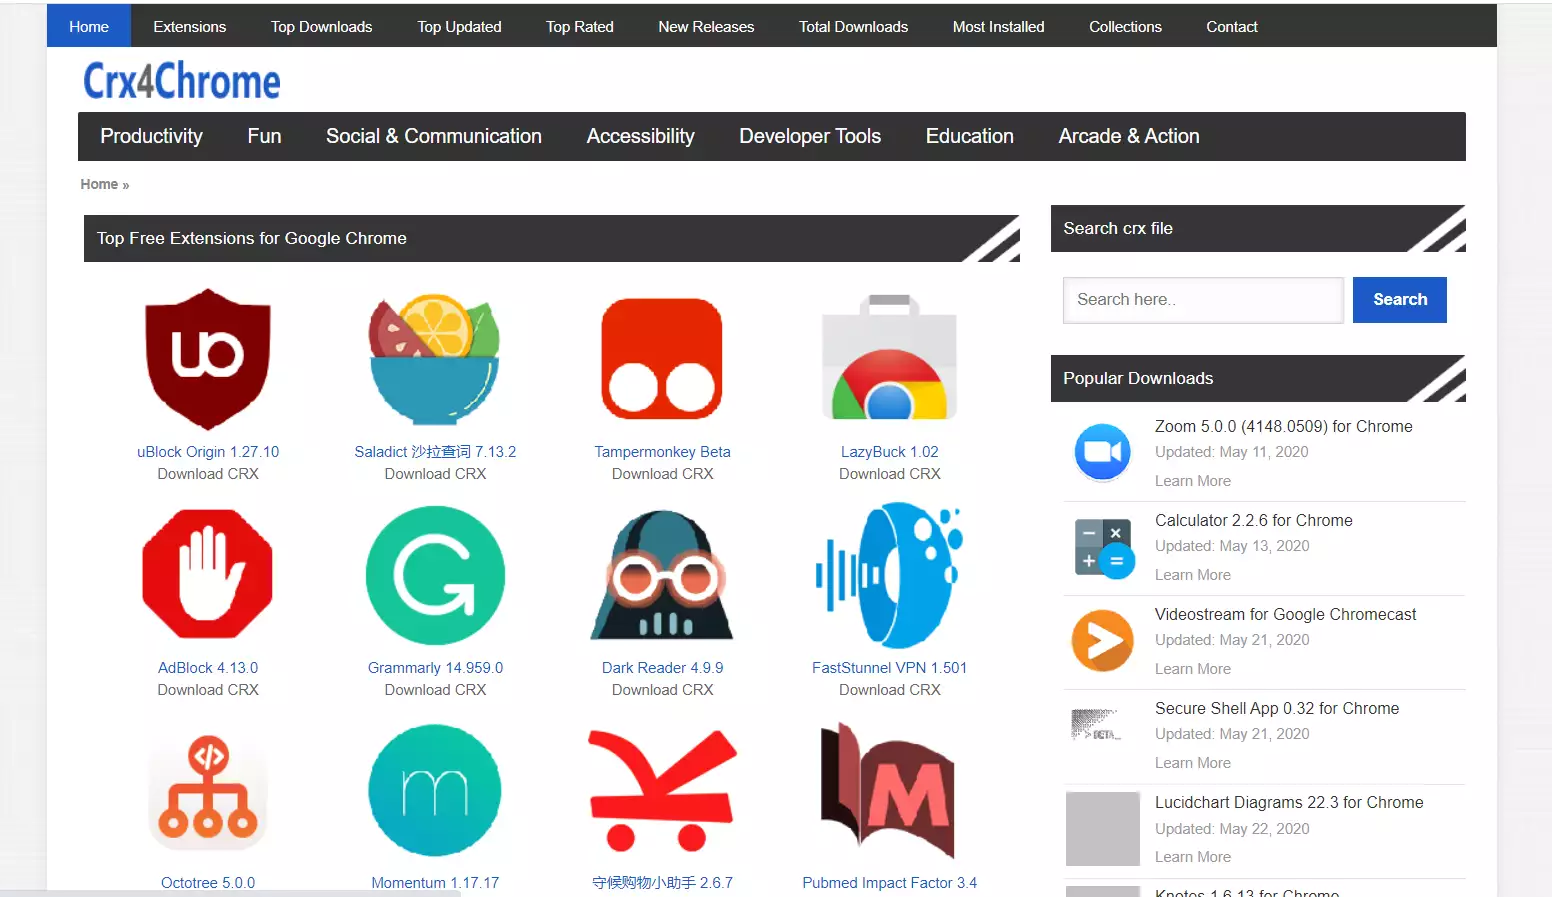 Home Extensions Top Downloads Top Updated Top Rated New Releases Total Downloads Most Installed Collections Contact
Crx4Chrome
Productivity Fun Social & Communication Accessibility Developer Tools Education Arcade & Action
Home »
Top Free Extensions for Google Chrome
uO
uBlock Origin 1.27.10
Download CRX
Saladict 沙拉查词 7.13.2
Download CRX
Tampermonkey Beta
Download CRX
LazyBuck 1.02
Download CRX
AdBlock 4.13.0
Download CRX
G
Grammarly 14.959.0
Download CRX
Dark Reader 4.9.9
Download CRX
FastStunnel VPN 1.501
Download CRX
</>
Octotree 5.0.0
m
Momentum 1.17.17
守候购物小助手 2.6.7
M
Pubmed Impact Factor 3.4
Search crx file
Search here.. Search
Popular Downloads
Zoom 5.0.0 (4148.0509) for Chrome
Updated: May 11, 2020
Learn More
Calculator 2.2.6 for Chrome
Updated: May 13, 2020
Learn More
Videostream for Google Chromecast
Updated: May 21, 2020
Learn More
BETA_
Secure Shell App 0.32 for Chrome
Updated: May 21, 2020
Learn More
Lucidchart Diagrams 22.3 for Chrome
Updated: May 22, 2020
Learn More
Knotes 1.6.13 for Chrome